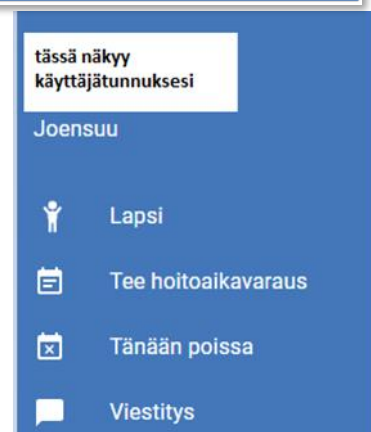 tässä näkyy
käyttäjätunnuksesi
Joensuu
Lapsi
Tee hoitoaikavaraus
Tänään poissa
Viestitys